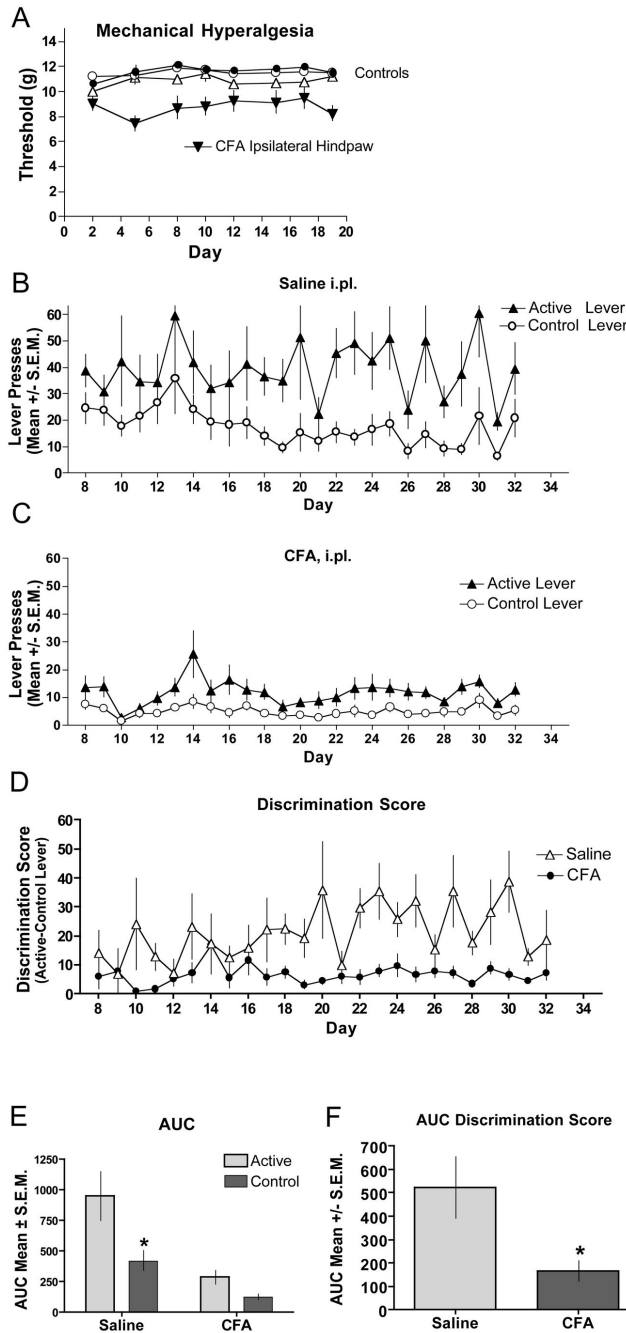 A
Mechanical Hyperalgesia
Threshold (g)
14
12
10
8
6
4
2
0
Controls
CFA Ipsilateral Hindpaw
0 2 4 6 8 10 12 14 16 18 20
Day
B
Saline i.pl.
Active Lever
Control Lever
Lever Presses
(Mean +/- S.E.M.)
60
50
40
30
20
10
0
8 10 12 14 16 18 20 22 24 26 28 30 32 34
Day
C
CFA, i.pl.
Active Lever
Control Lever
Lever Presses
(Mean +/- S.E.M.)
60
50
40
30
20
10
0
8 10 12 14 16 18 20 22 24 26 28 30 32 34
Day
D
Discrimination Score
Saline
CFA
Discrimination Score
(Active-Control Lever)
60
50
40
30
20
10
0
8 10 12 14 16 18 20 22 24 26 28 30 32 34
Day
E
AUC
Active
Control
AUC Mean ± S.E.M.
1250
1000
750
500
250
0
*
Saline CFA
F
AUC Discrimination Score
AUC Mean +/- S.E.M.
700
600
500
400
300
200
100
0
*
Saline CFA